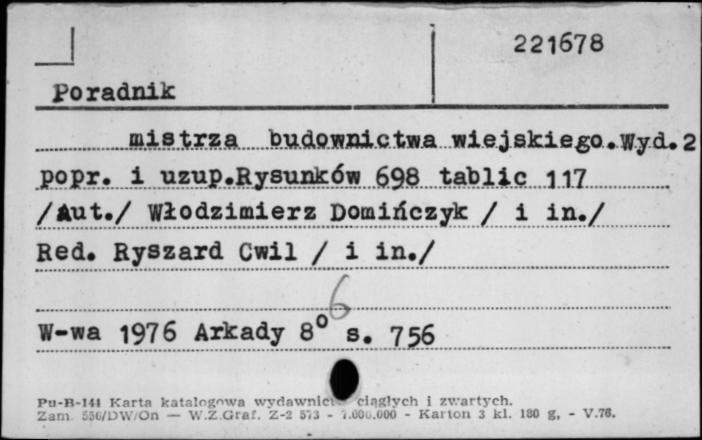 221678
Poradnik
mistrza budownictwa wiejskiego.Wyd.2
popr. i uzup.Rysunków 698 tablic 117
/Aut./ Włodzimierz Domińczyk / i in./
Red. Ryszard Cwil / i in./
6
W-wa 1976 Arkady 8° s. 756
Pu-B-144 Karta katalogowa ciągłych i zwartych.
Zam. 556/DW/On — W.Z.Graf. Z-2 573 - 7.000.000 - Karton 3 kl. 180 g, - V.76.